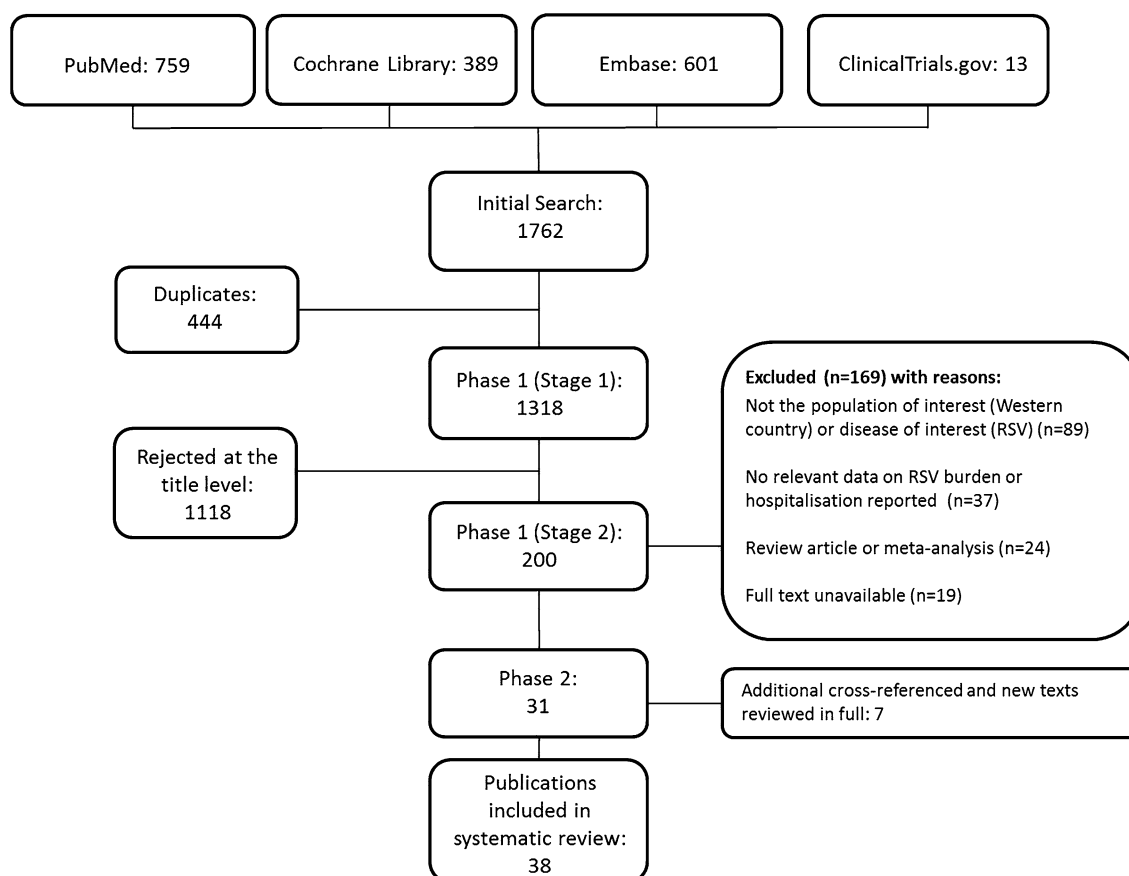 PubMed: 759
Cochrane Library: 389
Embase: 601
ClinicalTrials.gov: 13
Initial Search:
1762
Duplicates:
444
Phase 1 (Stage 1):
1318
Rejected at the
title level:
1118
Phase 1 (Stage 2):
200
Excluded (n=169) with reasons:
Not the population of interest (Western
country) or disease of interest (RSV) (n=89)
No relevant data on RSV burden or
hospitalisation reported (n=37)
Review article or meta-analysis (n=24)
Full text unavailable (n=19)
Phase 2:
31
Additional cross-referenced and new texts
reviewed in full: 7
Publications
included in
systematic review:
38